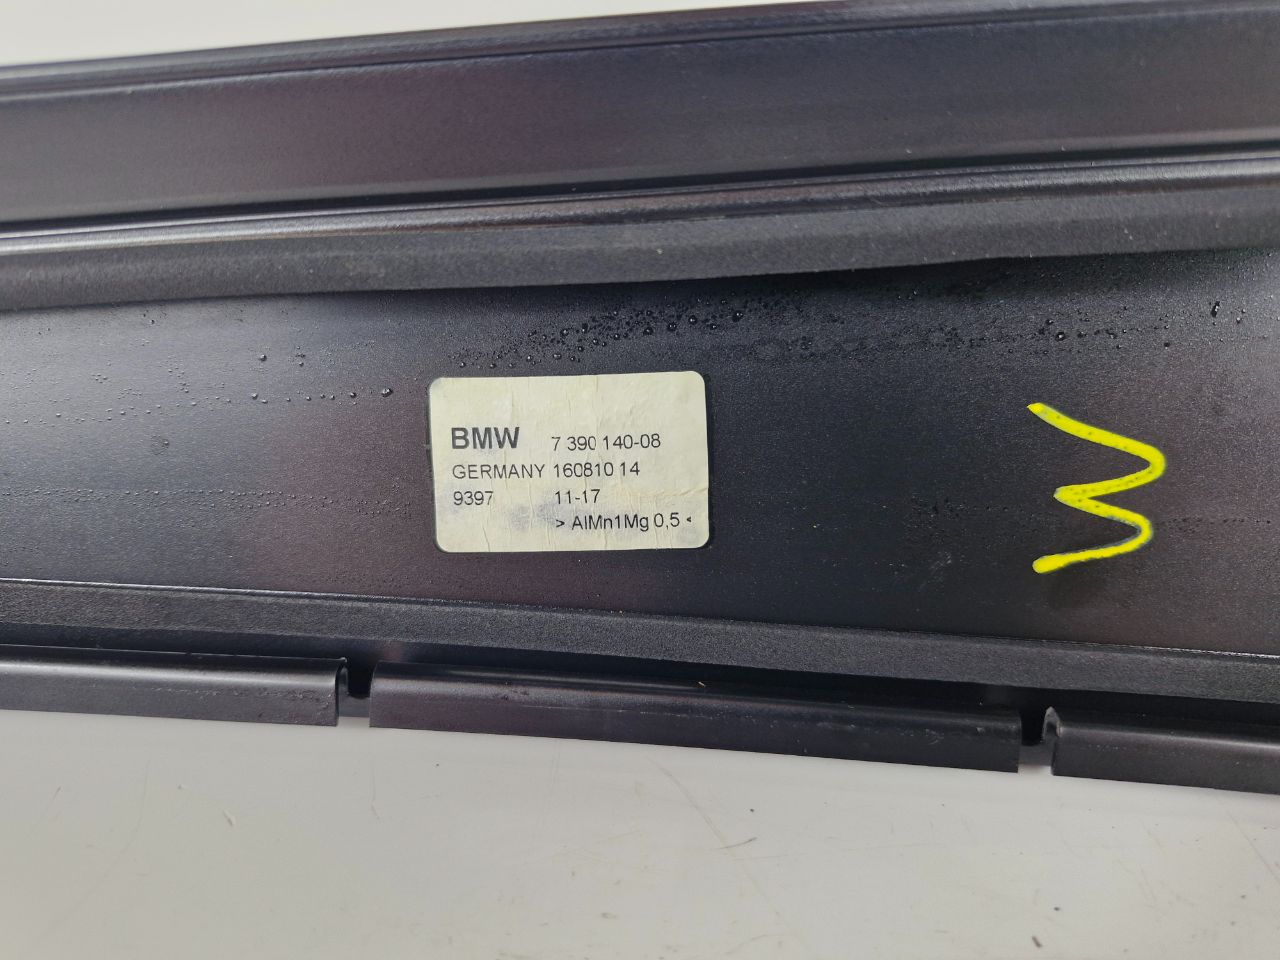 BMW 7 390 140-08
GERMANY 160810 14
9397 11-17
> AlMn1Mg 0,5 <